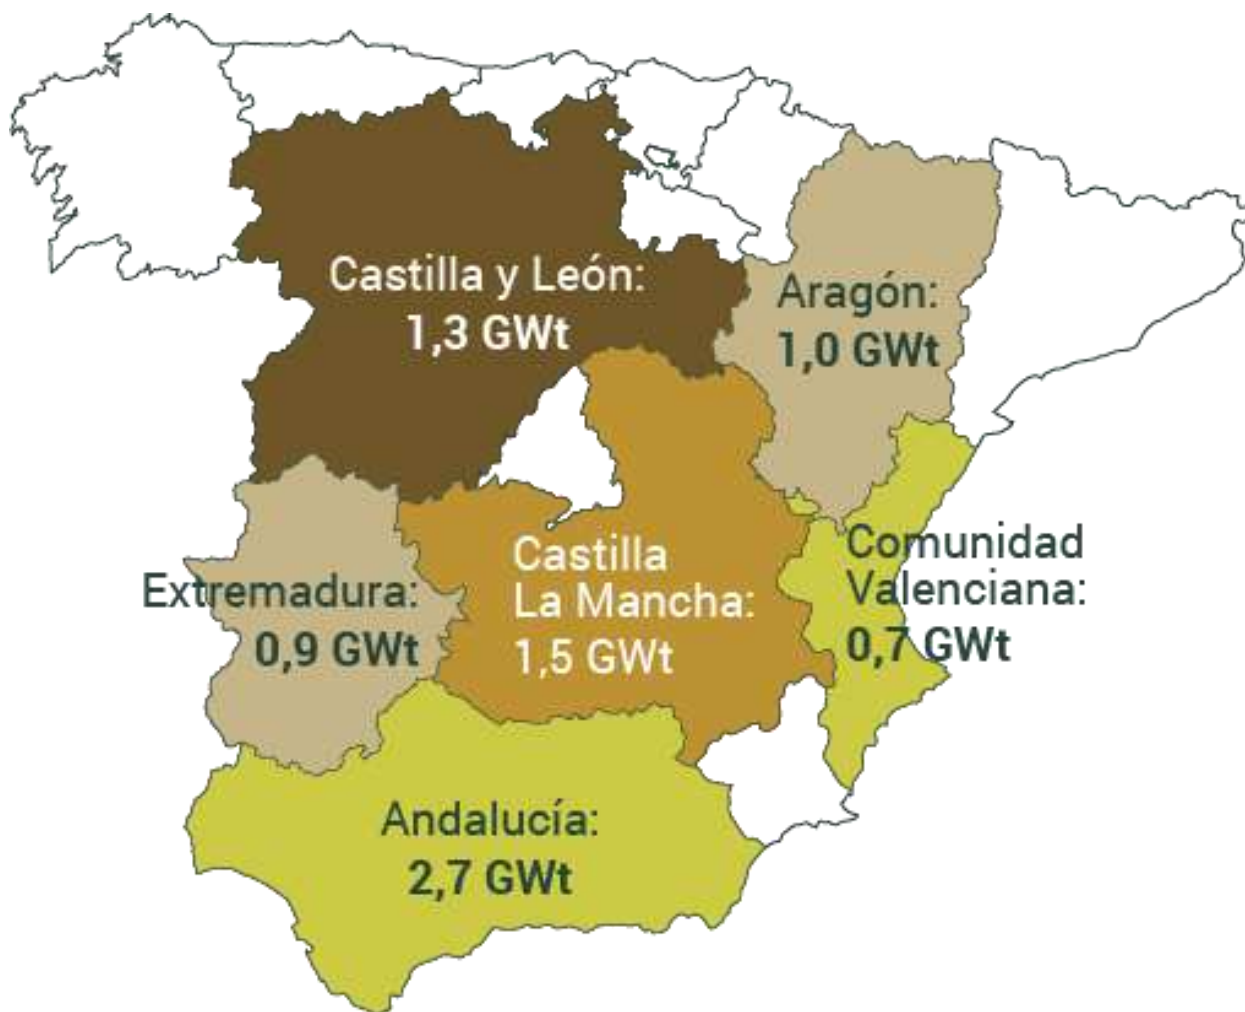 Castilla y León:
1,3 GWt
Aragón:
1,0 GWt
Castilla
La Mancha:
1,5 GWt
Comunidad
Valenciana:
0,7 GWt
Extremadura:
0,9 GWt
Andalucía:
2,7 GWt